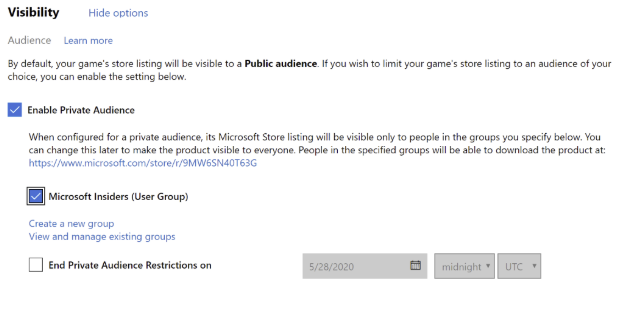 Visibility Hide options
Audience Learn more
By default, your game's store listing will be visible to a Public audience. If you wish to limit your game's store listing to an audience of your
choice, you can enable the setting below.
Enable Private Audience
When configured for a private audience, its Microsoft Store listing will be visible only to people in the groups you specify below. You
can change this later to make the product visible to everyone. People in the specified groups will be able to download the product at:
https://www.microsoft.com/store/r/9MW6SN40T63G
Microsoft Insiders (User Group)
Create a new group
View and manage existing groups
End Private Audience Restrictions on 5/28/2020 midnight UTC